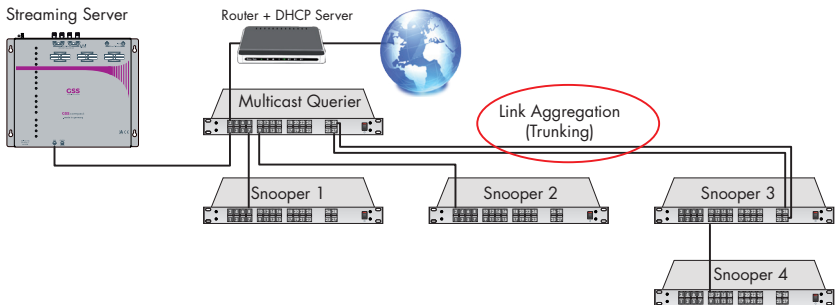 Streaming Server
Router + DHCP Server
GSS
GSS
Multicast Querier
Link Aggregation
(Trunking)
Snooper 1
Snooper 2
Snooper 3
Snooper 4